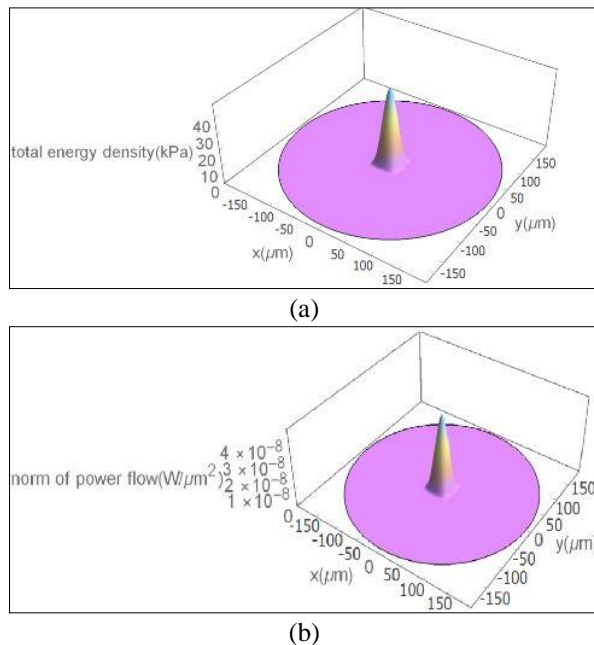 40
30
20
10
0
total energy density(kPa)
-150
-100
-50
0
50
100
150
x(μm)
150
100
50
0
-50
-100
-150
y(μm)
(a)
4 × 10⁻⁸
3 × 10⁻⁸
2 × 10⁻⁸
1 × 10⁻⁸
0
norm of power flow(W/μm²)
-150
-100
-50
0
50
100
150
x(μm)
150
100
50
0
-50
-100
-150
y(μm)
(b)